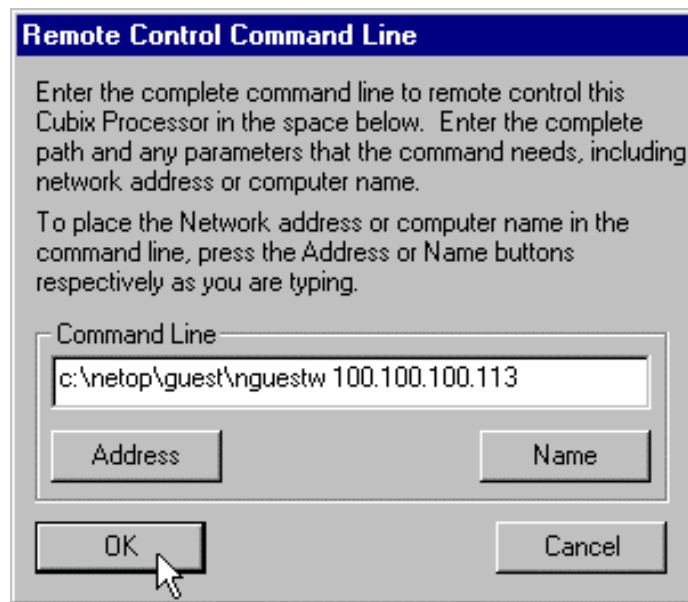 Remote Control Command Line
Enter the complete command line to remote control this
Cubix Processor in the space below.  Enter the complete
path and any parameters that the command needs, including
network address or computer name.
To place the Network address or computer name in the
command line, press the Address or Name buttons
respectively as you are typing.
Command Line
c:\netop\guest\nguestw 100.100.100.113
Address
Name
OK
Cancel